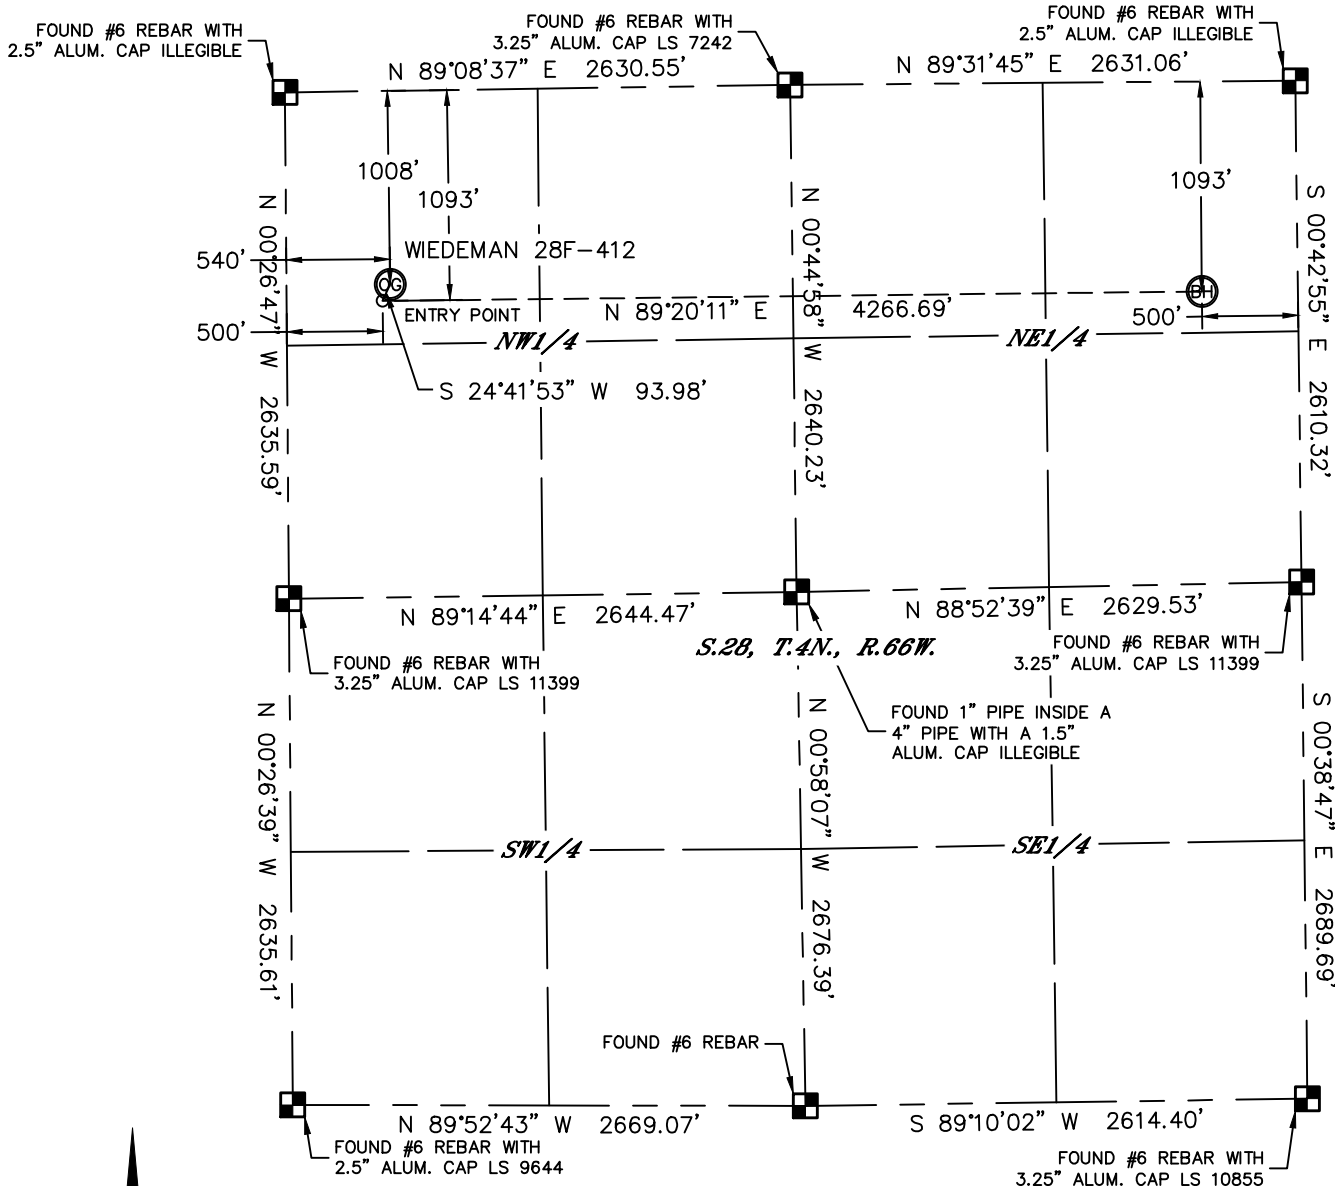 FOUND #6 REBAR WITH
2.5” ALUM. CAP ILLEGIBLE
FOUND #6 REBAR WITH
3.25” ALUM. CAP LS 7242
FOUND #6 REBAR WITH
2.5” ALUM. CAP ILLEGIBLE
N 89°08'37” E 2630.55'
N 89°31'45” E 2631.06'
1008'
1093'
1093'
N 00°26'47” W 2635.59'
N 00°44'58” W 2640.23'
S 00°42'55” E 2610.32'
540'
WIEDEMAN 28F-412
OG
BH
500'
ENTRY POINT
N 89°20'11” E 4266.69'
500'
NW1/4
NE1/4
S 24°41'53” W 93.98'
N 89°14'44” E 2644.47'
N 88°52'39” E 2629.53'
S.28, T.4N., R.66W.
FOUND #6 REBAR WITH
3.25” ALUM. CAP LS 11399
FOUND #6 REBAR WITH
3.25” ALUM. CAP LS 11399
FOUND 1” PIPE INSIDE A
4” PIPE WITH A 1.5”
ALUM. CAP ILLEGIBLE
N 00°26'39” W 2635.61'
N 00°58'07” W 2676.39'
S 00°38'47” E 2689.69'
SW1/4
SE1/4
FOUND #6 REBAR
N 89°52'43” W 2669.07'
S 89°10'02” W 2614.40'
FOUND #6 REBAR WITH
2.5” ALUM. CAP LS 9644
FOUND #6 REBAR WITH
3.25” ALUM. CAP LS 10855